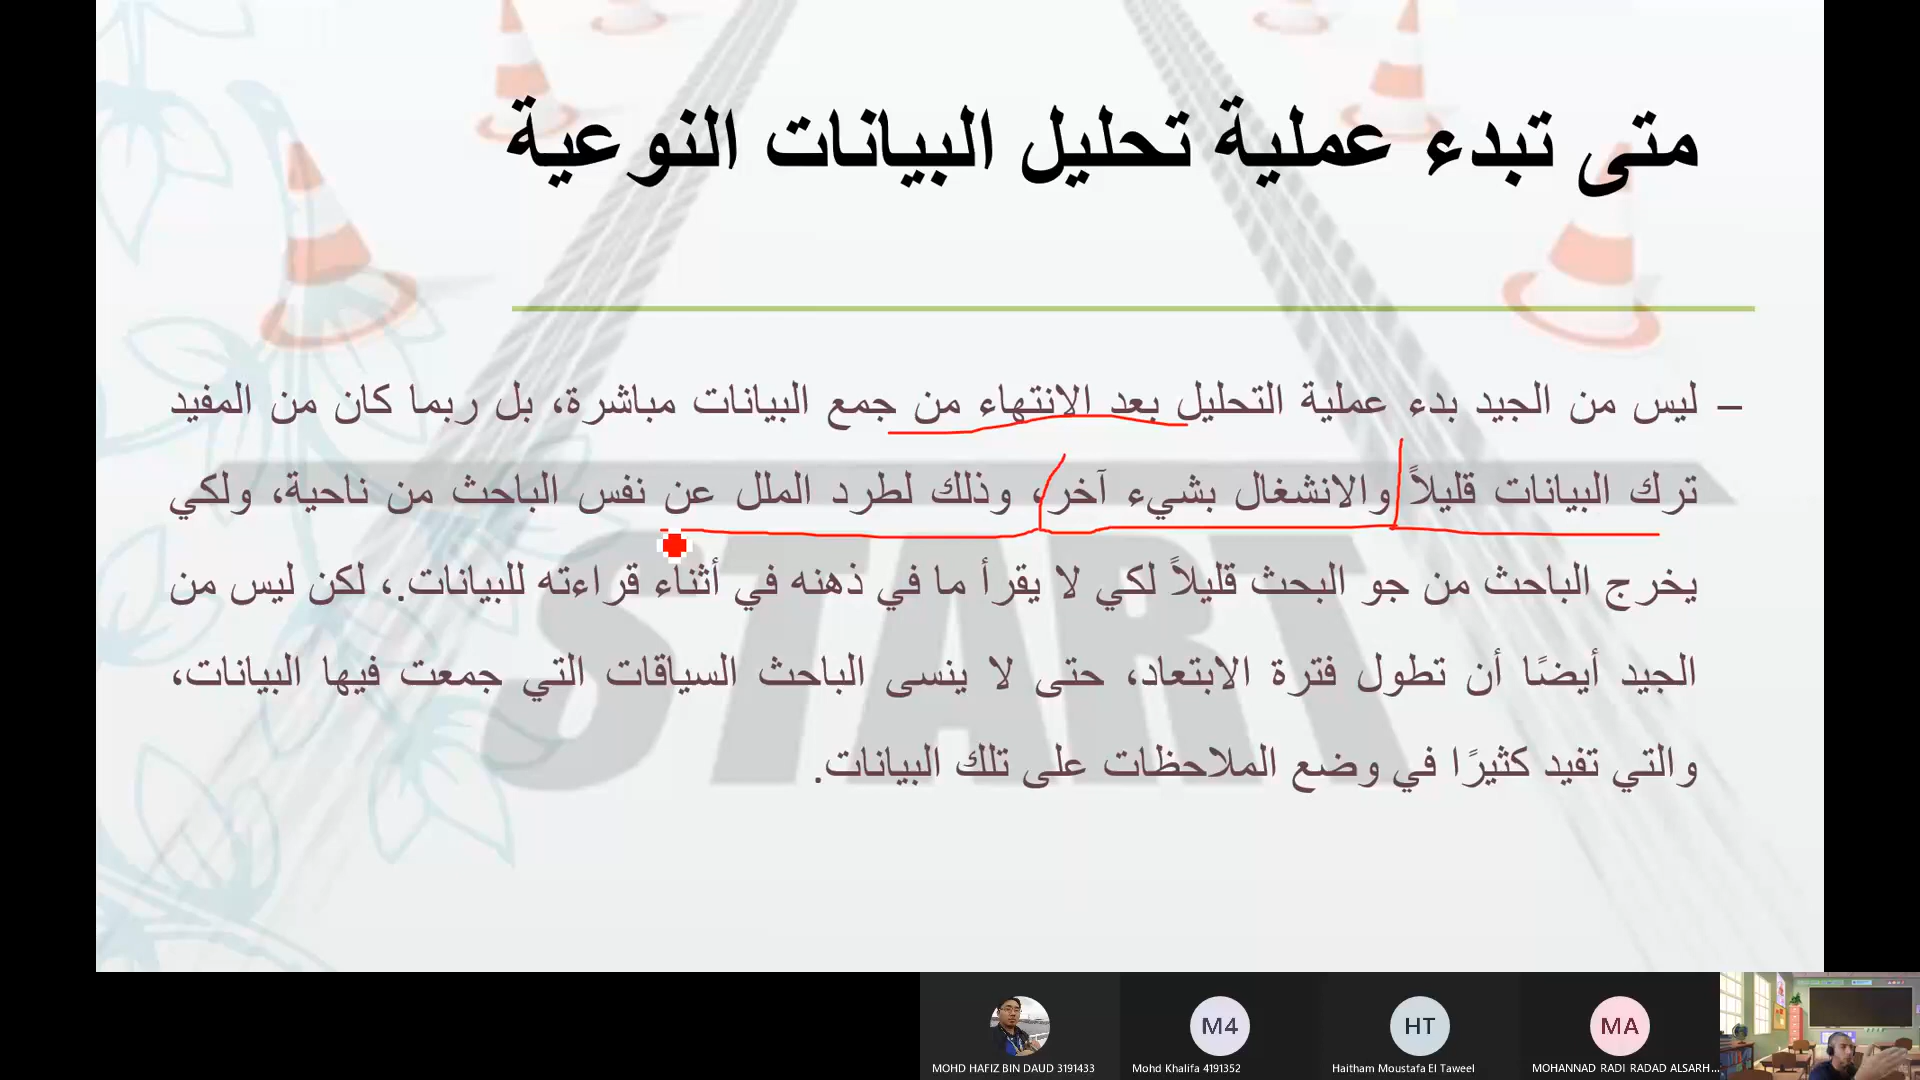 متى تبدء عملية تحليل البيانات النوعية
– ليس من الجيد بدء عملية التحليل بعد الانتهاء من جمع البيانات مباشرة، بل ربما كان من المفيد
ترك البيانات قليلاً والانشغال بشيء آخر، وذلك لطرد الملل عن نفس الباحث من ناحية، ولكي
يخرج الباحث من جو البحث قليلاً لكي لا يقرأ ما في ذهنه في أثناء قراءته للبيانات.، لكن ليس من
الجيد أيضًا أن تطول فترة الابتعاد، حتى لا ينسى الباحث السياقات التي جمعت فيها البيانات،
والتي تفيد كثيرًا في وضع الملاحظات على تلك البيانات.
START
M4
HT
MA
MOHD HAFIZ BIN DAUD 3191433
Mohd Khalifa 4191352
Haitham Moustafa El Taweel
MOHANNAD RADI RADAD ALSARH...